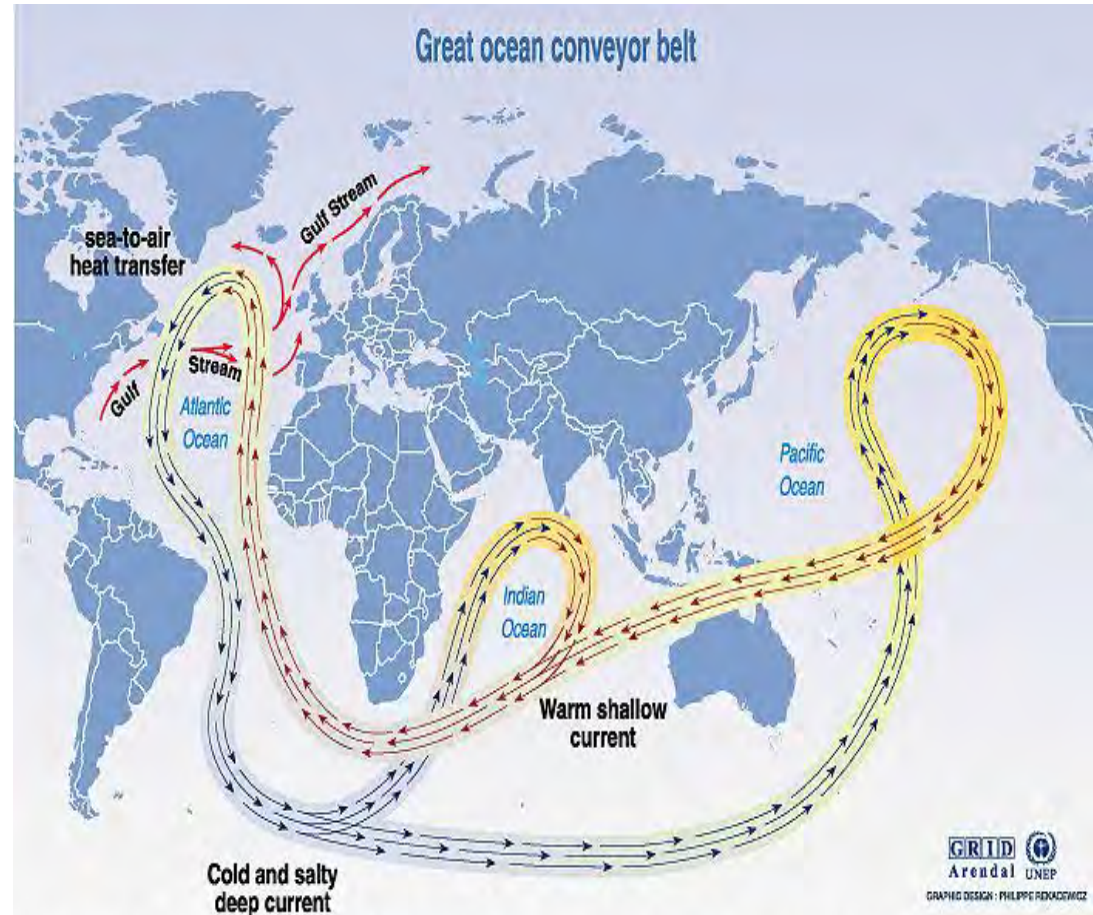 Great ocean conveyor belt
Gulf Stream
sea-to-air
heat transfer
Stream
Gulf
Atlantic
Ocean
Pacific
Ocean
Indian
Ocean
Warm shallow
current
Cold and salty
deep current
GRID
Arendal UNEP
GRAPHIC DESIGN : PHILIPPE REKACEWICZ